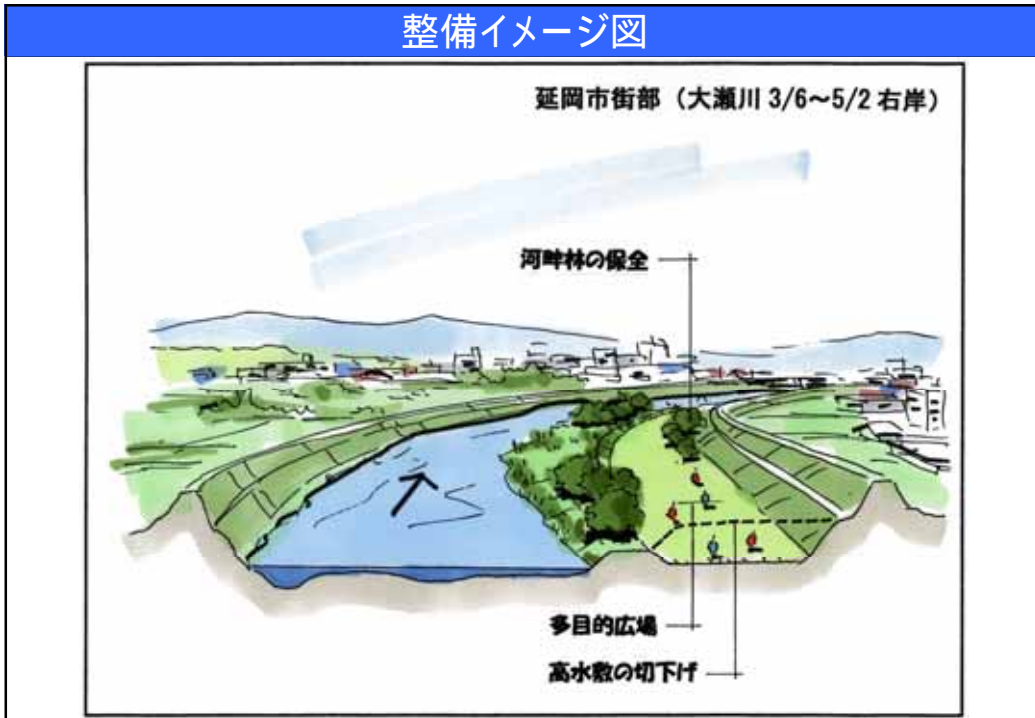 整備イメージ図
延岡市街部（大瀬川 3/6～5/2 右岸）
河畔林の保全
多目的広場
高水敷の切下げ